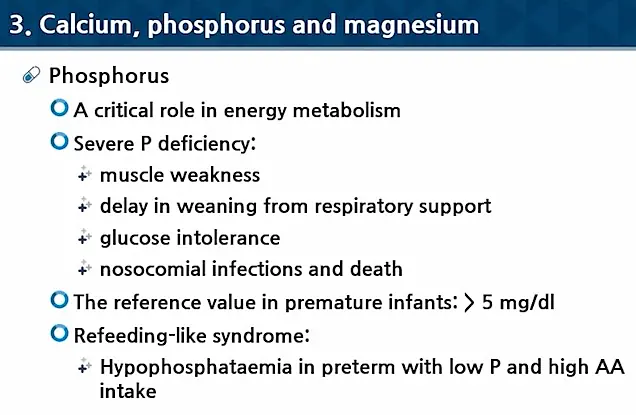 3. Calcium, phosphorus and magnesium
Phosphorus
A critical role in energy metabolism
Severe P deficiency:
muscle weakness
delay in weaning from respiratory support
glucose intolerance
nosocomial infections and death
The reference value in premature infants: > 5 mg/dl
Refeeding-like syndrome:
Hypophosphataemia in preterm with low P and high AA
intake